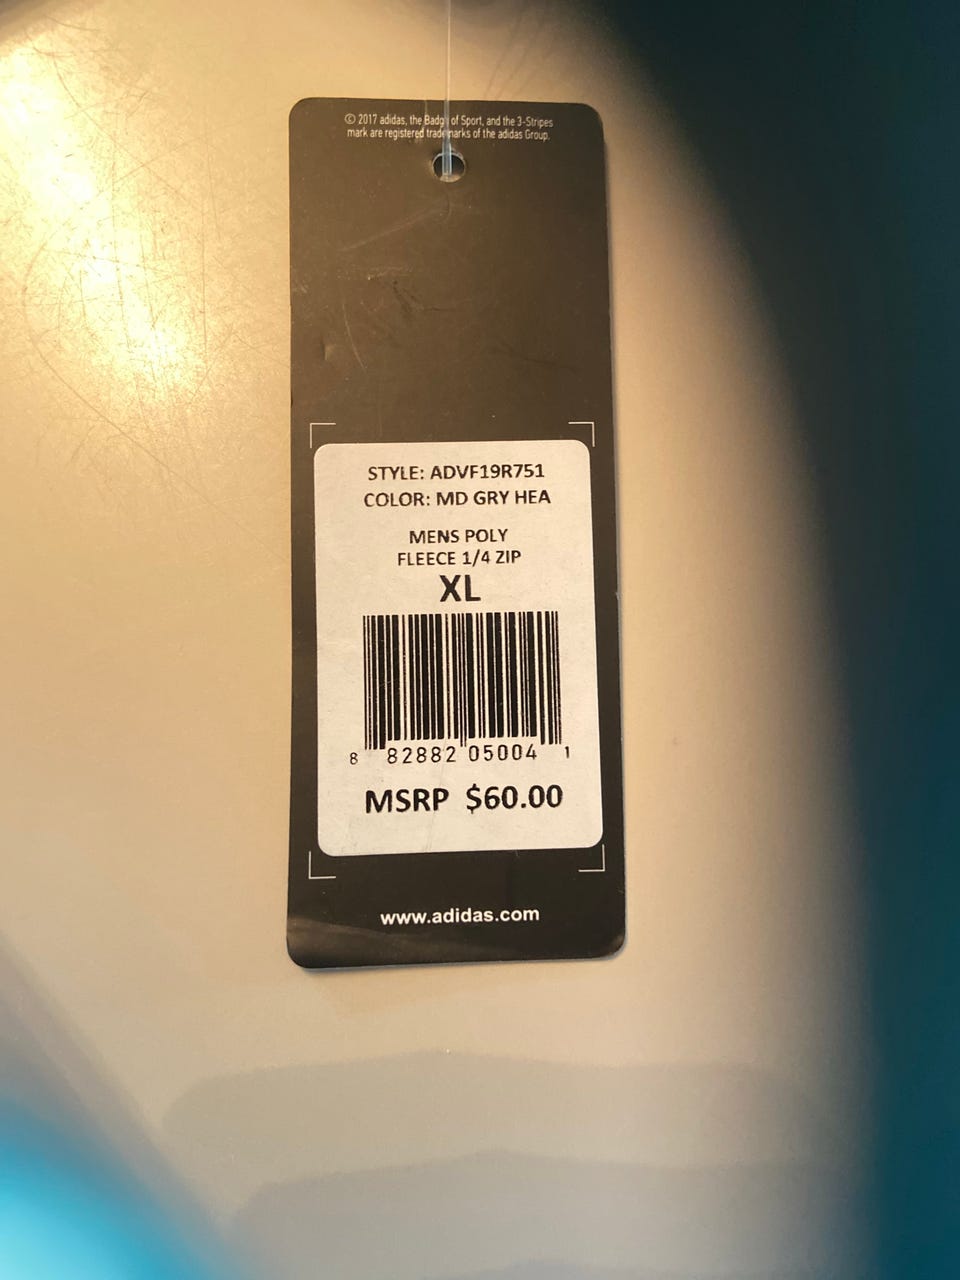 © 2017 adidas, the Badge of Sport, and the 3-Stripes
mark are registered trademarks of the adidas Group.
STYLE: ADVF19R751
COLOR: MD GRY HEA
MENS POLY
FLEECE 1/4 ZIP
XL
8 82882 05004 1
MSRP $60.00
www.adidas.com